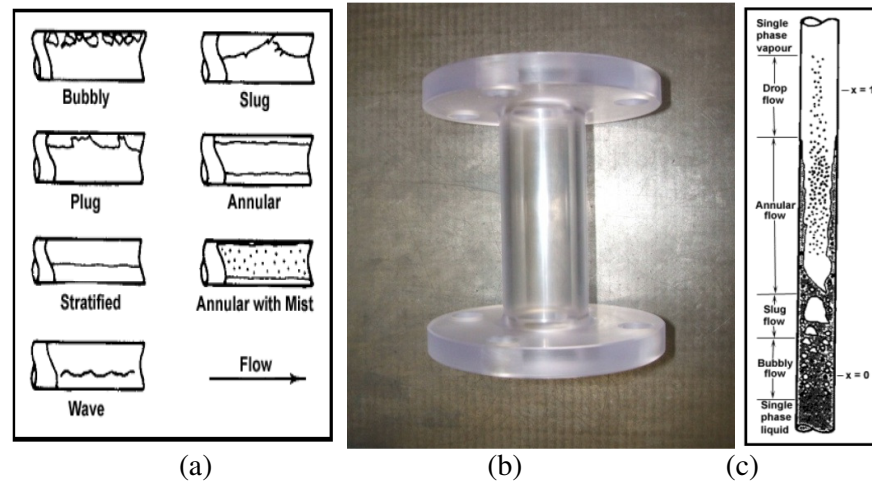 Bubbly
Slug
Plug
Annular
Stratified
Annular with Mist
Wave
Flow
Single
phase
vapour
Drop
flow
x = 1
Annular
flow
Slug
flow
Bubbly
flow
x = 0
Single
phase
liquid
(a)
(b)
(c)